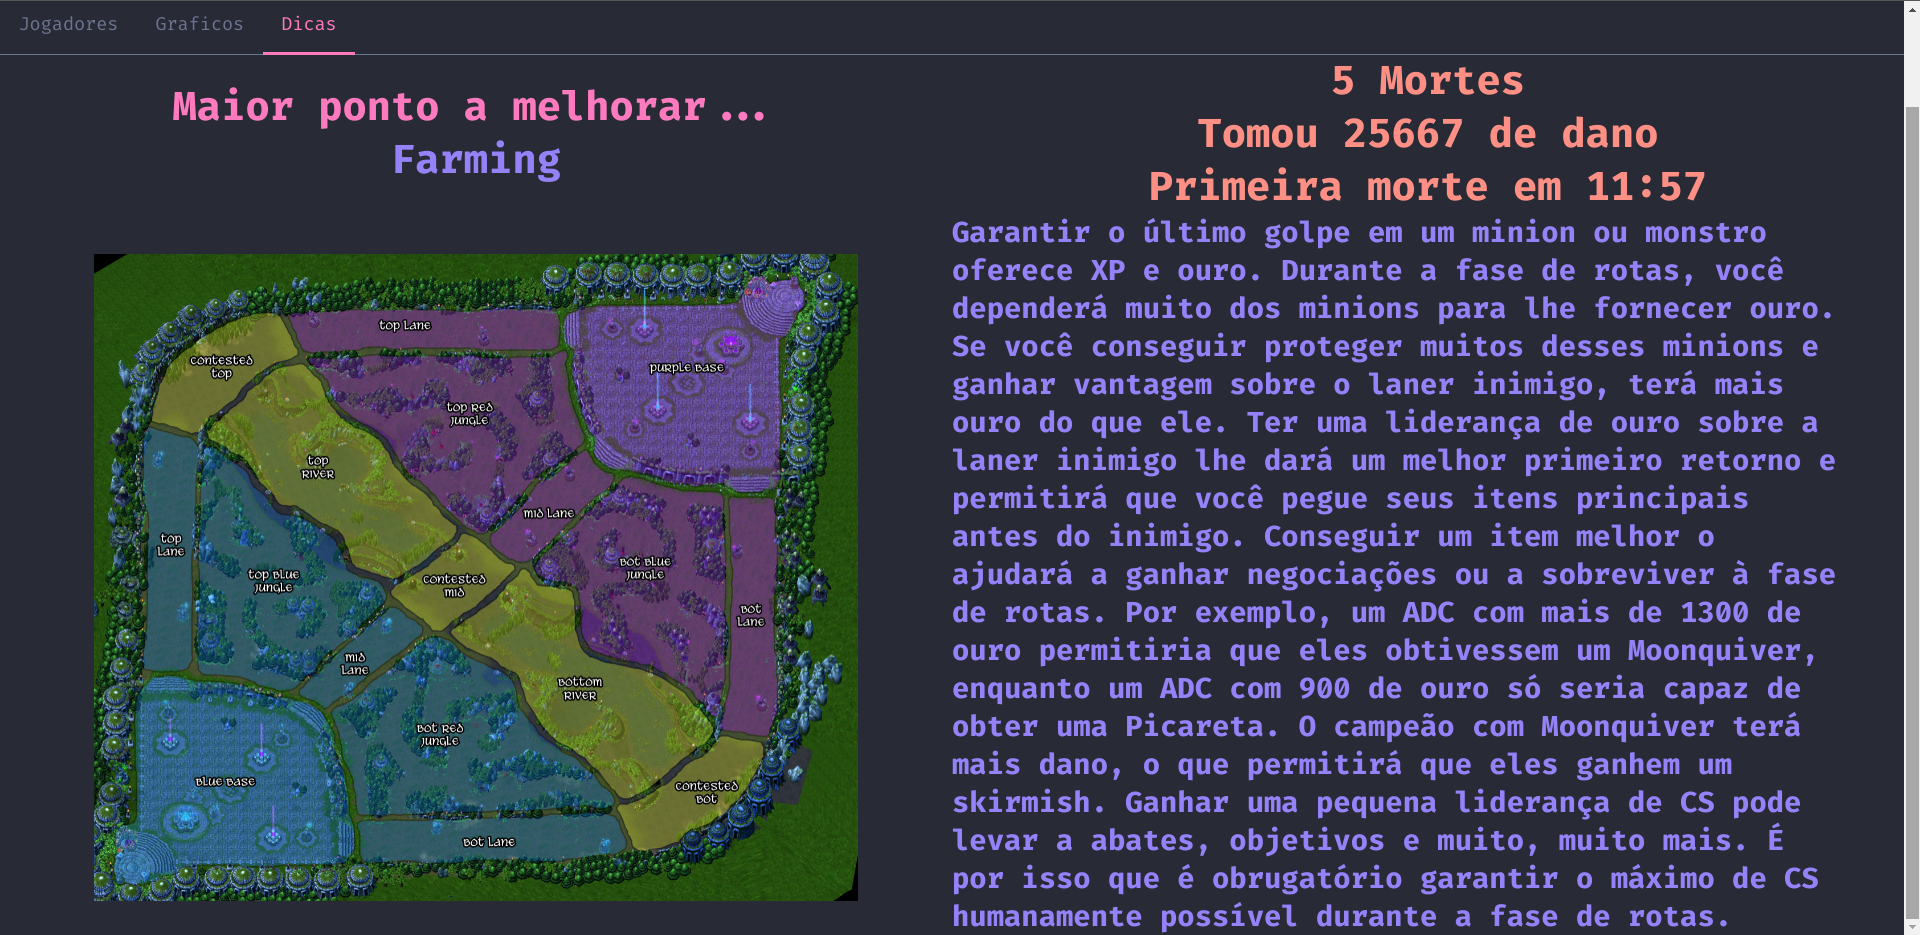 Jogadores Graficos Dicas
Maior ponto a melhorar...
Farming
top Lane
contested
top
purple Base
top Red
jungle
top
River
mid Lane
top
Lane
Bot Blue
jungle
top Blue
jungle
contested
mid
Bot
Lane
mid
Lane
Bottom
River
Bot Red
jungle
Blue Base
contested
Bot
Bot Lane
5 Mortes
Tomou 25667 de dano
Primeira morte em 11:57
Garantir o último golpe em um minion ou monstro
oferece XP e ouro. Durante a fase de rotas, você
dependerá muito dos minions para lhe fornecer ouro.
Se você conseguir proteger muitos desses minions e
ganhar vantagem sobre o laner inimigo, terá mais
ouro do que ele. Ter uma liderança de ouro sobre a
laner inimigo lhe dará um melhor primeiro retorno e
permitirá que você pegue seus itens principais
antes do inimigo. Conseguir um item melhor o
ajudará a ganhar negociações ou a sobreviver à fase
de rotas. Por exemplo, um ADC com mais de 1300 de
ouro permitiria que eles obtivessem um Moonquiver,
enquanto um ADC com 900 de ouro só seria capaz de
obter uma Picareta. O campeão com Moonquiver terá
mais dano, o que permitirá que eles ganhem um
skirmish. Ganhar uma pequena liderança de CS pode
levar a abates, objetivos e muito, muito mais. É
por isso que é obrugatório garantir o máximo de CS
humanamente possível durante a fase de rotas.